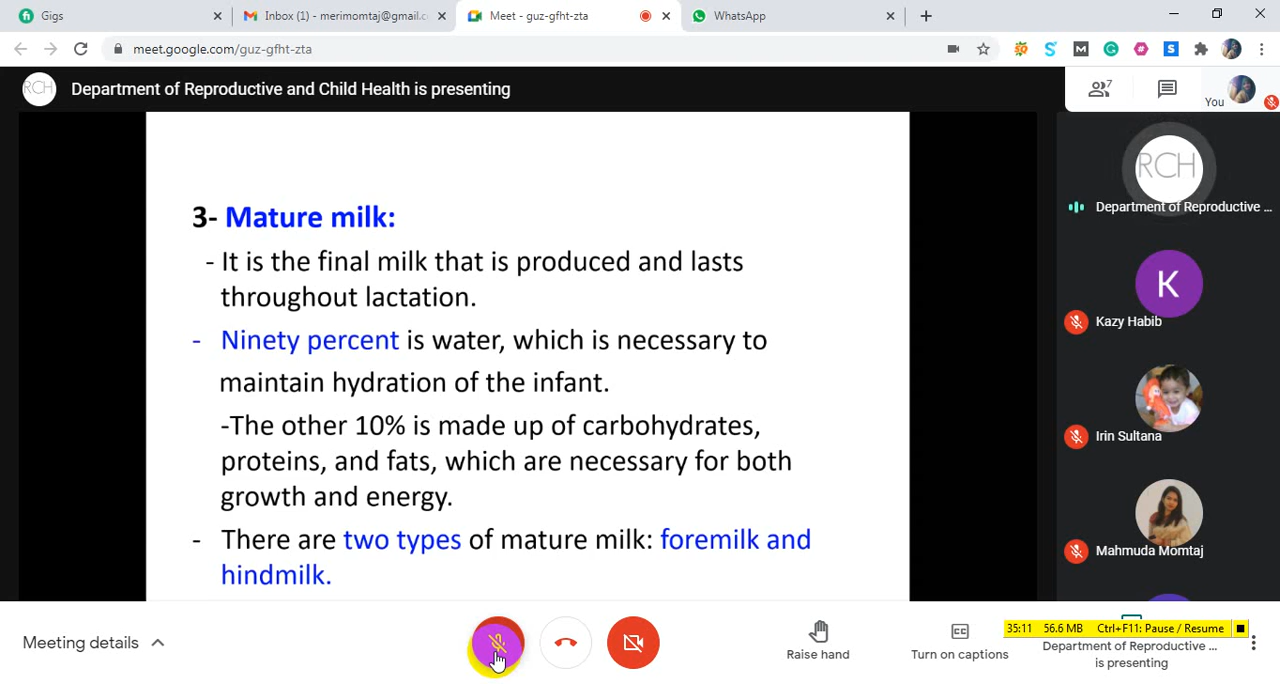 Gigs
Inbox (1) - merimomtaj@gmail.c
Meet - guz-gfht-zta
WhatsApp
meet.google.com/guz-gfht-zta
RCH
Department of Reproductive and Child Health is presenting
7
You
3- Mature milk:
- It is the final milk that is produced and lasts
throughout lactation.
- Ninety percent is water, which is necessary to
maintain hydration of the infant.
-The other 10% is made up of carbohydrates,
proteins, and fats, which are necessary for both
growth and energy.
- There are two types of mature milk: foremilk and
hindmilk.
RCH
Department of Reproductive ...
K
Kazy Habib
Irin Sultana
Mahmuda Momtaj
Meeting details
Raise hand
Turn on captions
35:11 56.6 MB Ctrl+F11: Pause / Resume
Department of Reproductive ...
is presenting